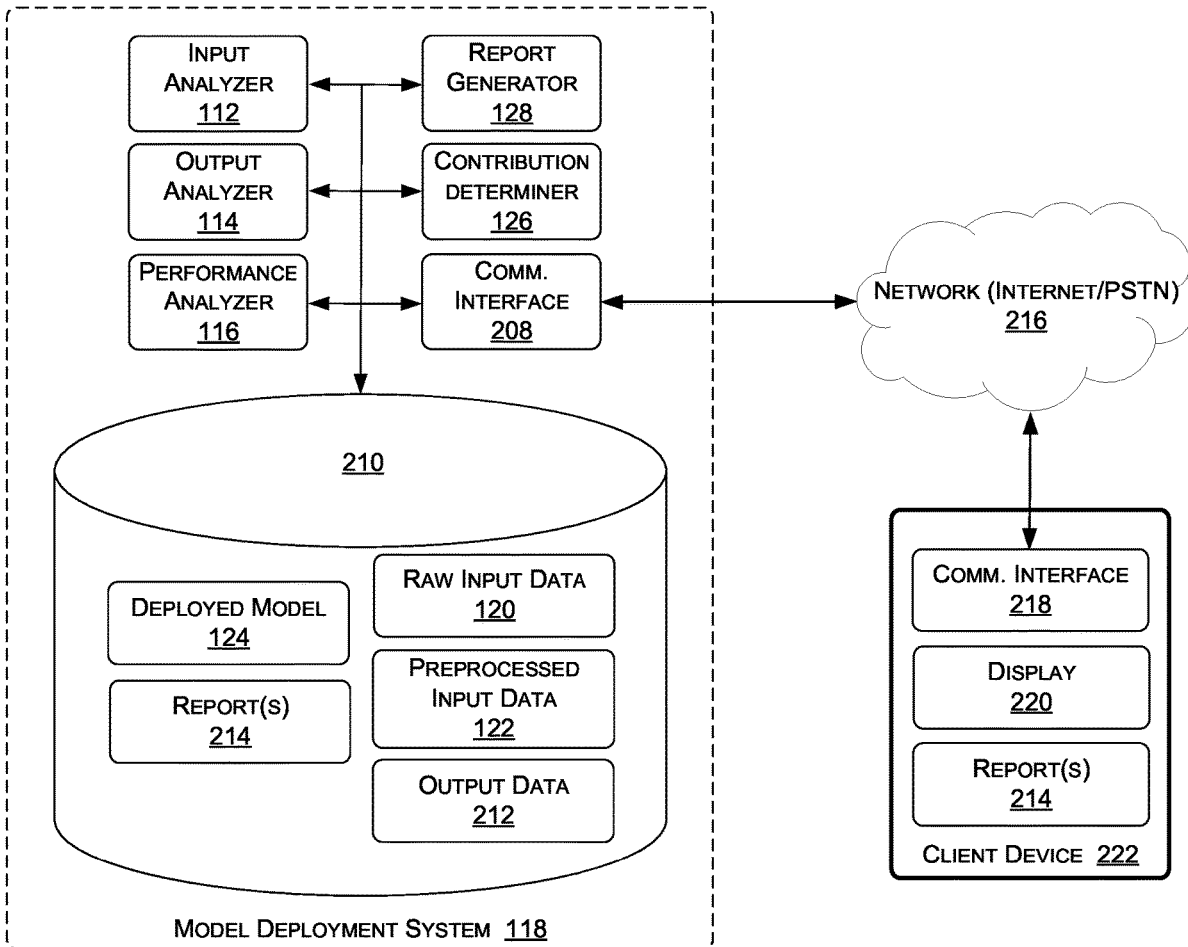 INPUT
ANALYZER
112
REPORT
GENERATOR
128
OUTPUT
ANALYZER
114
CONTRIBUTION
DETERMINER
126
PERFORMANCE
ANALYZER
116
COMM.
INTERFACE
208
NETWORK (INTERNET/PSTN)
216
210
DEPLOYED MODEL
124
REPORT(S)
214
RAW INPUT DATA
120
PREPROCESSED
INPUT DATA
122
OUTPUT DATA
212
MODEL DEPLOYMENT SYSTEM 118
COMM. INTERFACE
218
DISPLAY
220
REPORT(S)
214
CLIENT DEVICE 222